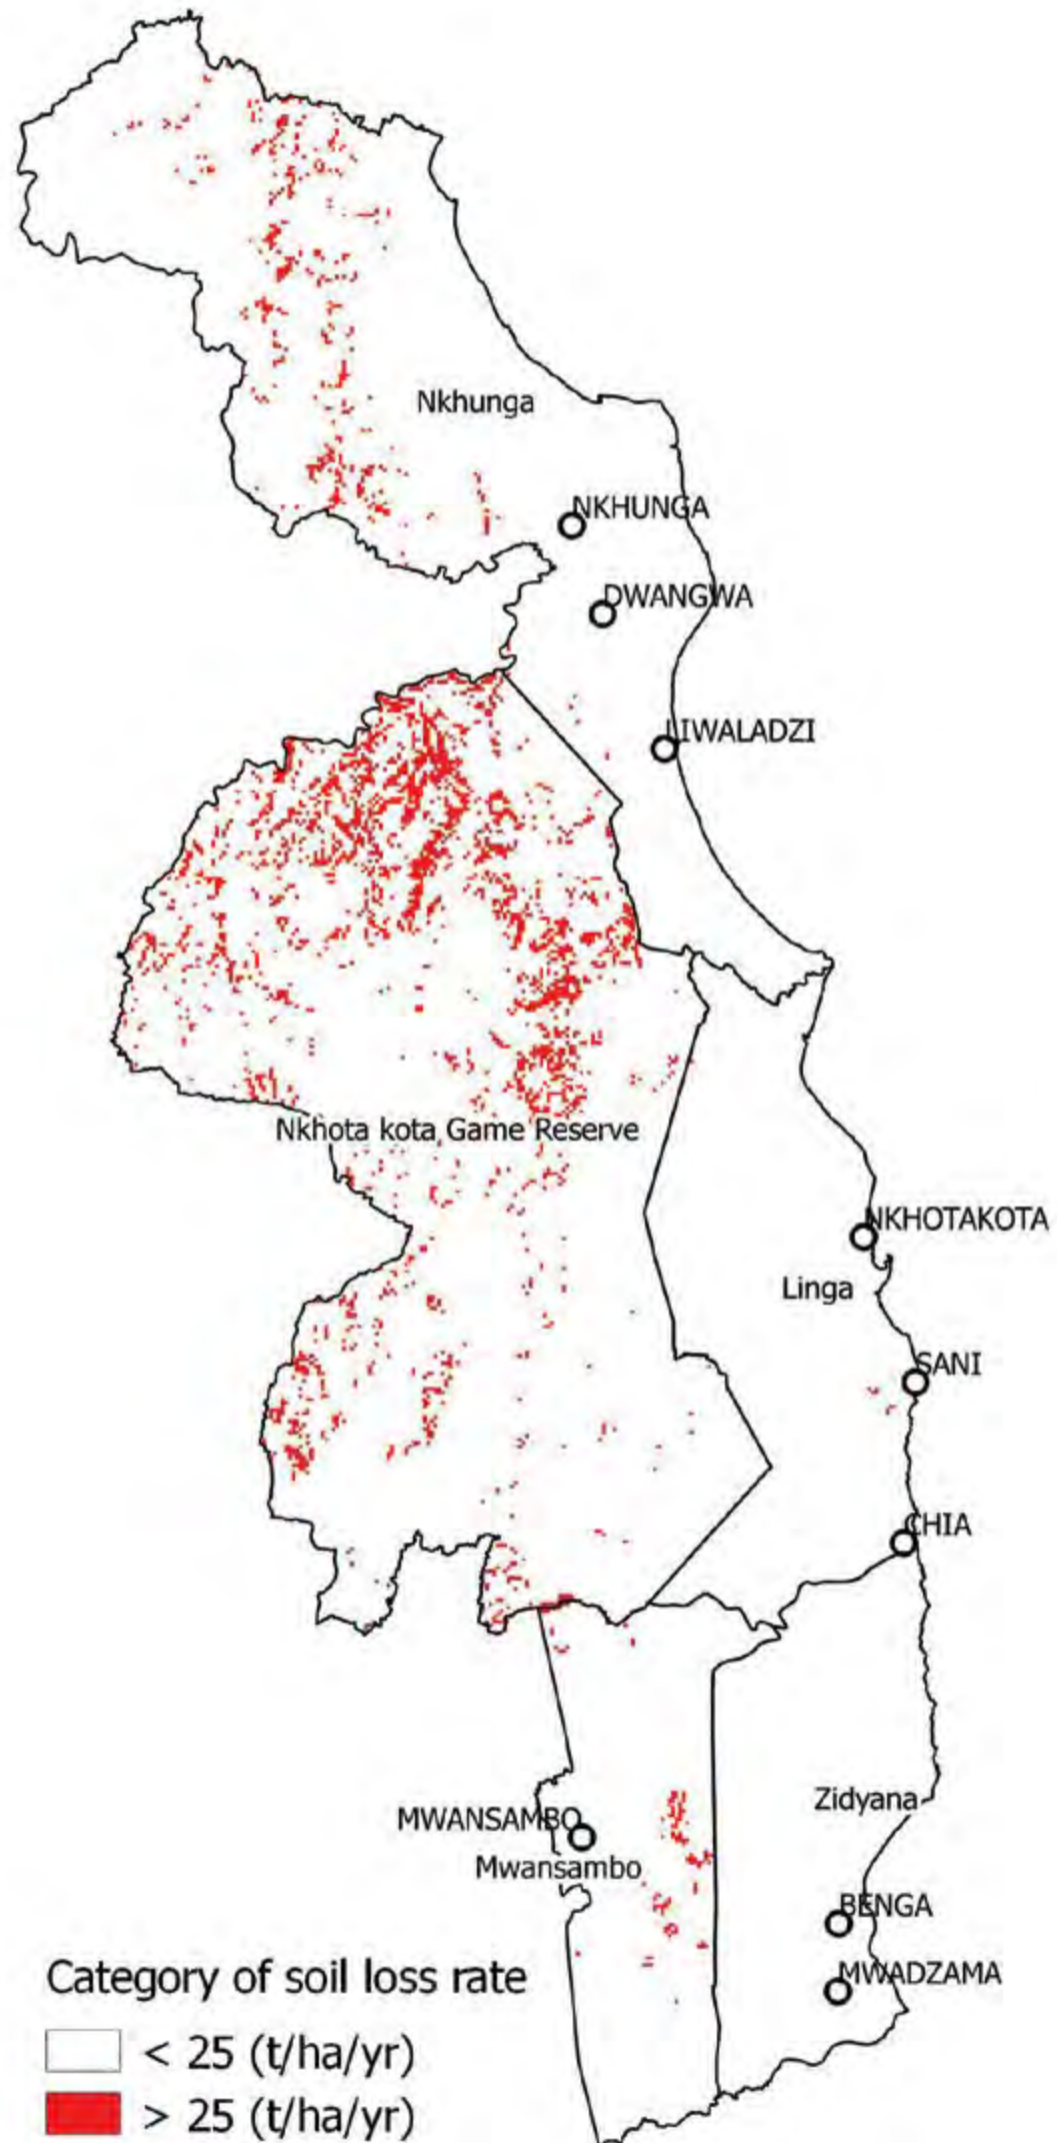 Nkhunga
NKHUNGA
DWANGWA
LIWALADZI
Nkhota kota Game Reserve
NKHOTAKOTA
Linga
SANI
CHIA
Zidyana
MWANSAMBO
Mwansambo
BENGA
MWADZAMA
Category of soil loss rate
< 25 (t/ha/yr)
> 25 (t/ha/yr)